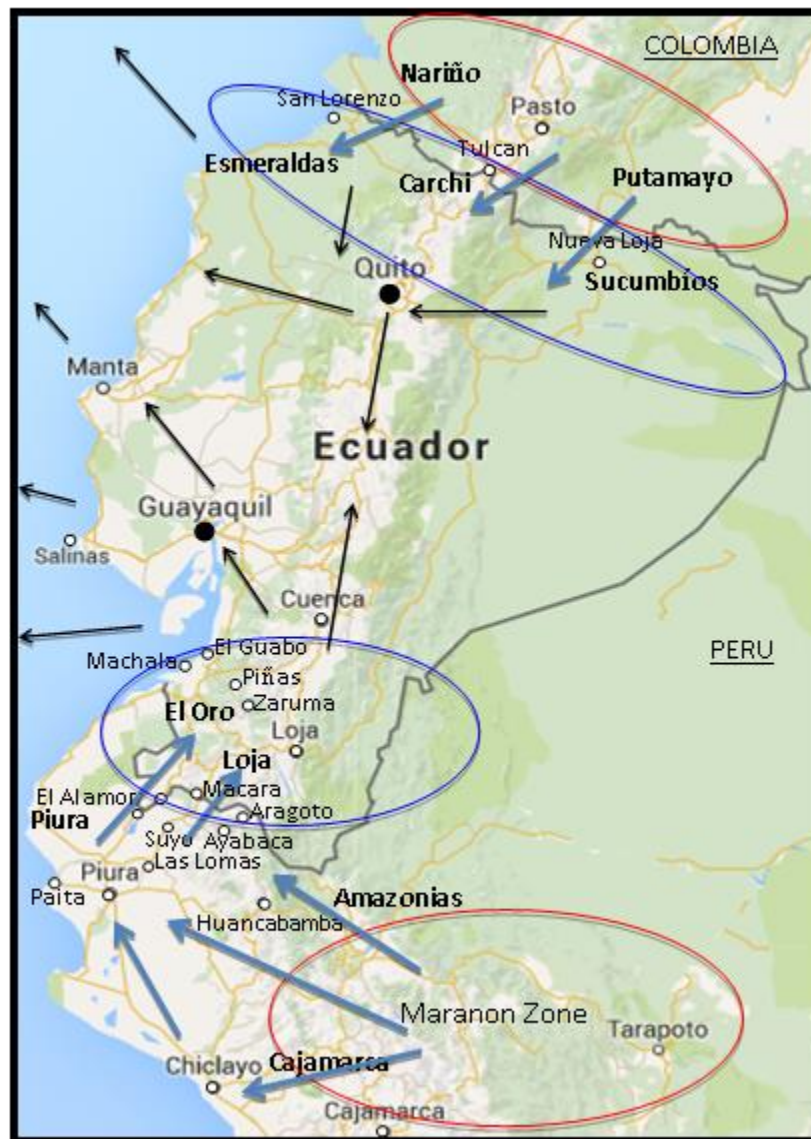 COLOMBIA
Nariño
San Lorenzo
Pasto
Esmeraldas
Tulcan
Carchi
Putamayo
Nueva Loja
Quito
Sucumbíos
Manta
Ecuador
Guayaquil
Salinas
Cuenca
El Guabo
Machala
PERU
Piñas
El Oro
Zaruma
Loja
Loja
Macara
El Alamor
Aragoto
Piura
Suyo
Ayabaca
Las Lomas
Piura
Paita
Amazonias
Huancabamba
Maranon Zone
Tarapoto
Chiclayo
Cajamarca
Cajamarca